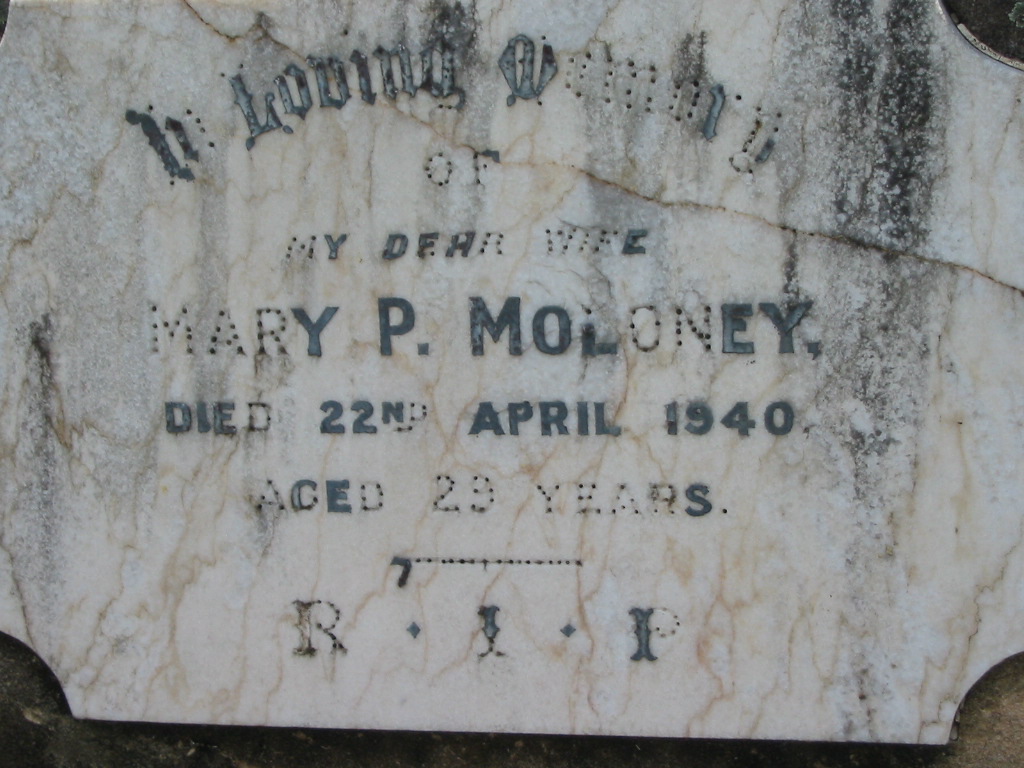 In Loving Memory
OF
MY DEAR WIFE
MARY P. MOLONEY,
DIED 22ND APRIL 1940.
AGED 29 YEARS.
R · I · P